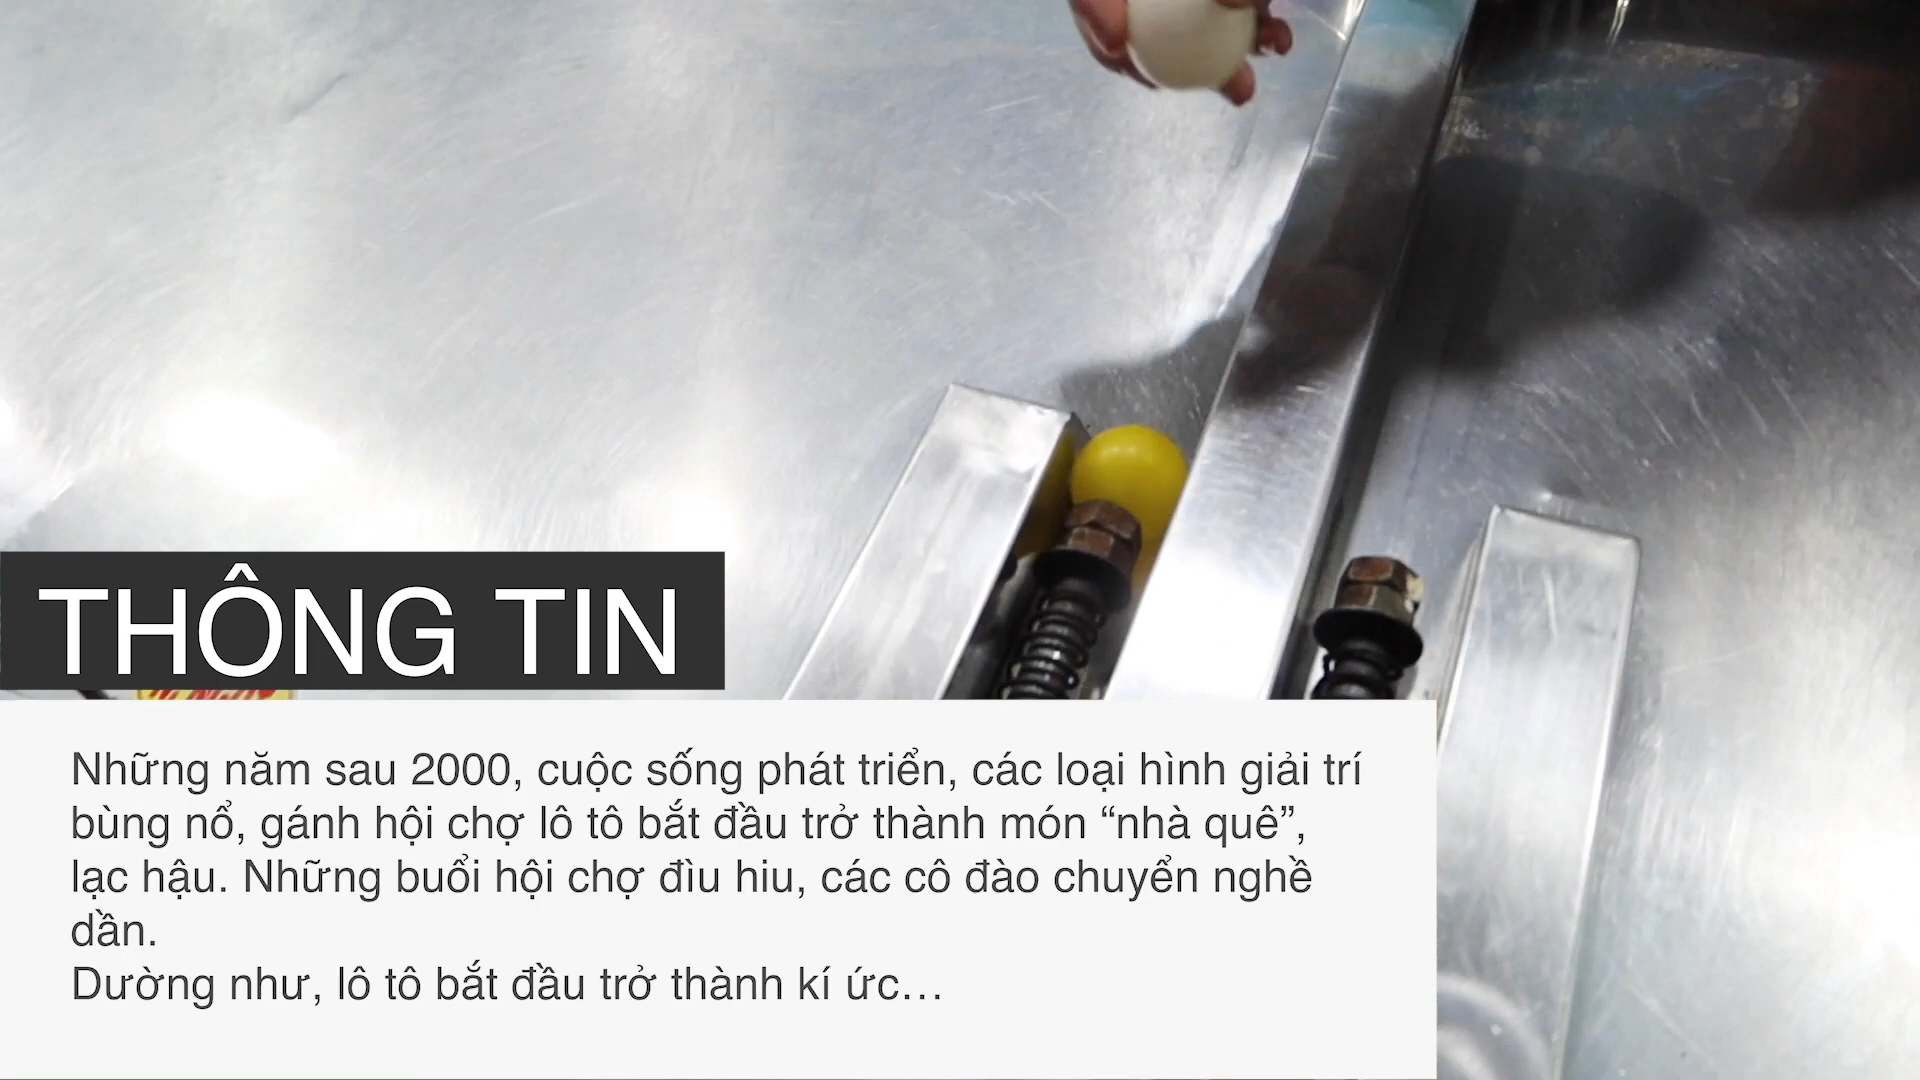 THÔNG TIN
Những năm sau 2000, cuộc sống phát triển, các loại hình giải trí
bùng nổ, gánh hội chợ lô tô bắt đầu trở thành món “nhà quê”,
lạc hậu. Những buổi hội chợ đìu hiu, các cô đào chuyển nghề
dần.
Dường như, lô tô bắt đầu trở thành kí ức…